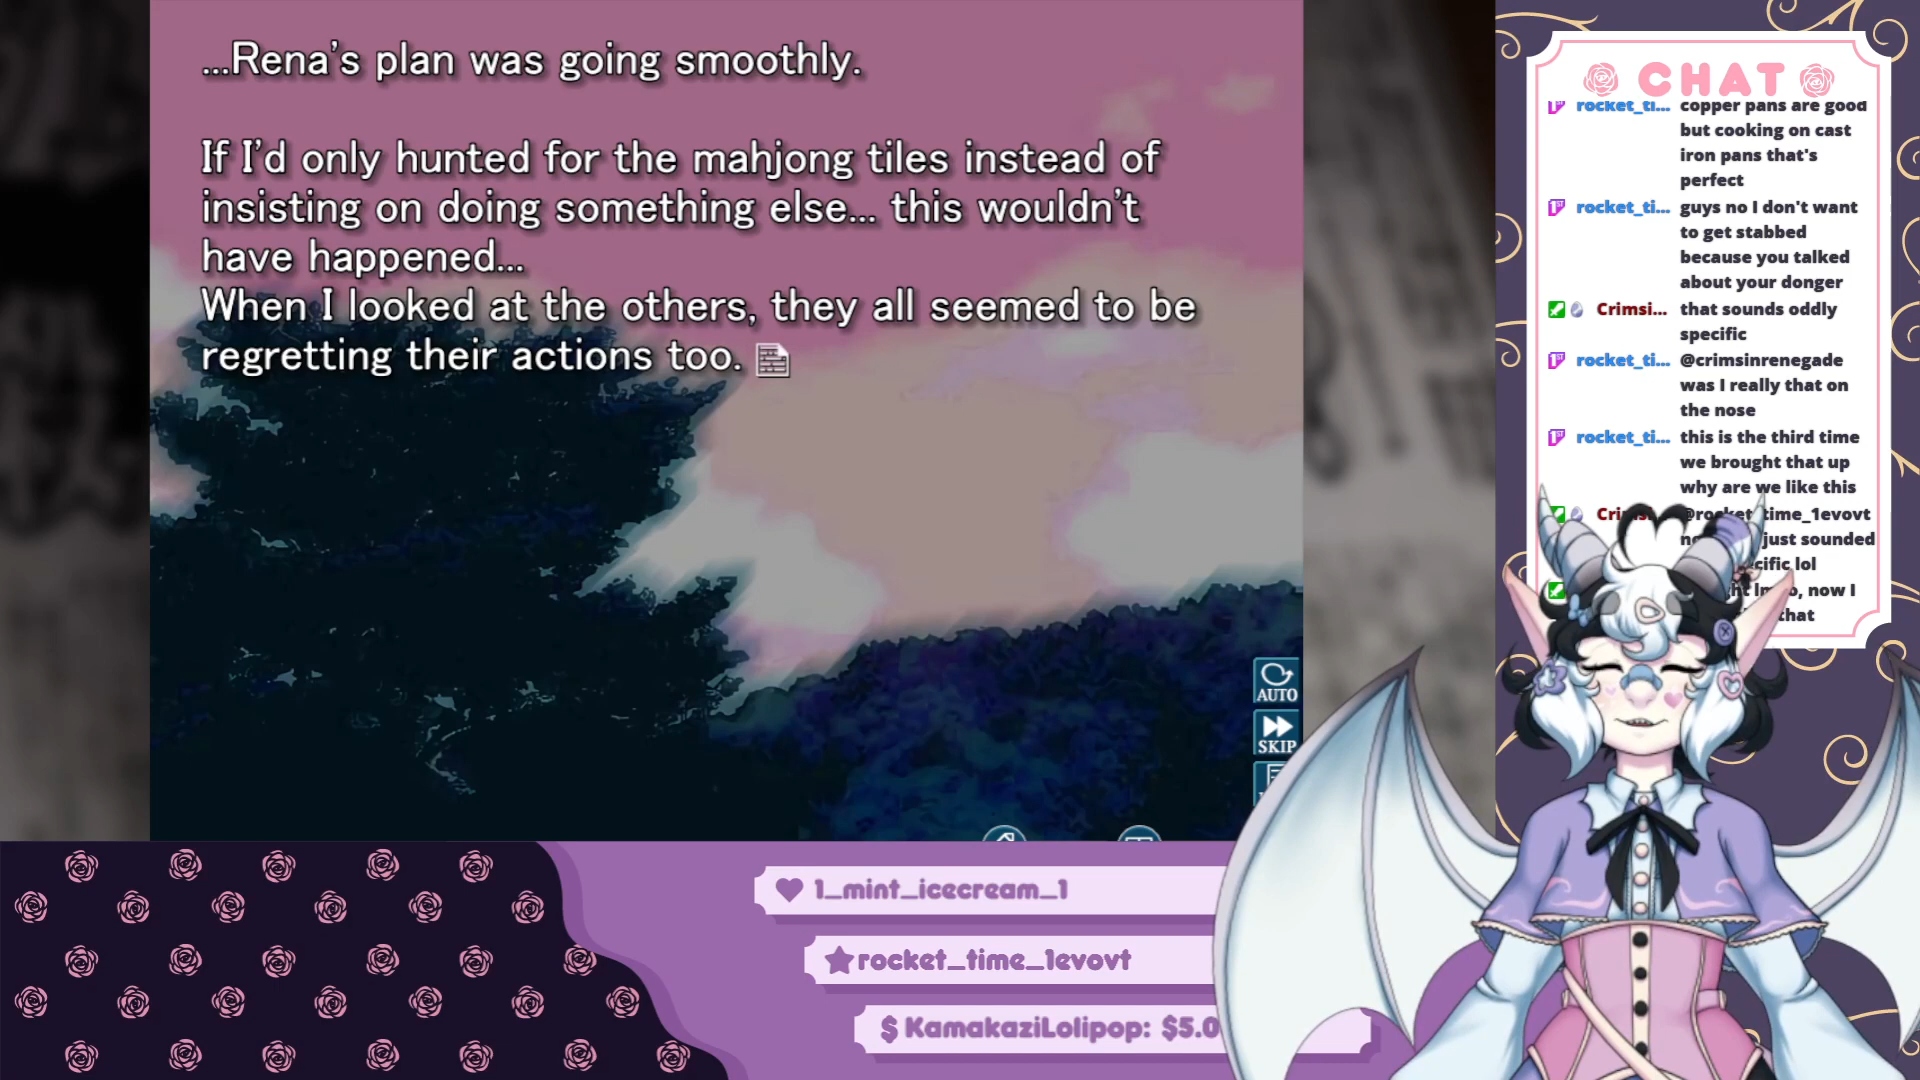 ...Rena's plan was going smoothly.
If I'd only hunted for the mahjong tiles instead of
insisting on doing something else... this wouldn't
have happened...
When I looked at the others, they all seemed to be
regretting their actions too.
AUTO
SKIP
CHAT
rocket_ti... copper pans are good
but cooking on cast
iron pans that's
perfect
rocket_ti... guys no I don't want
to get stabbed
because you talked
about your donger
Crimsi... that sounds oddly
specific
rocket_ti... @crimsinrenegade
was I really that on
the nose
rocket_ti... this is the third time
we brought that up
why are we like this
just sounded
lol
now I
that
1_mint_icecream_1
rocket_time_1evovt
$ KamakaziLolipop: $5.0